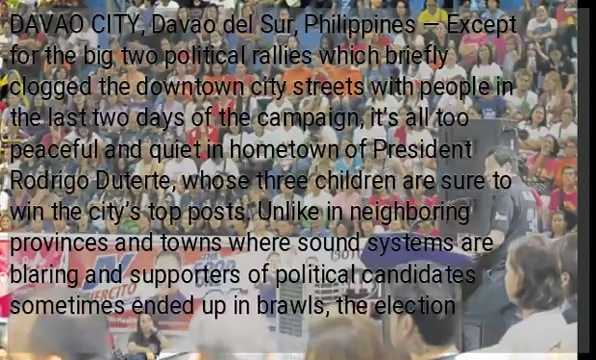 DAVAO CITY, Davao del Sur, Philippines — Except
for the big two political rallies which briefly
clogged the downtown city streets with people in
the last two days of the campaign, it's all too
peaceful and quiet in hometown of President
Rodrigo Duterte, whose three children are sure to
win the city's top posts. Unlike in neighboring
provinces and towns where sound systems are
blaring and supporters of political candidates
sometimes ended up in brawls, the election